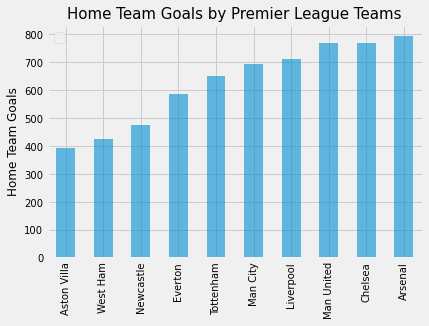 Home Team Goals by Premier League Teams
Home Team Goals
800
700
600
500
400
300
200
100
0
Aston Villa
West Ham
Newcastle
Everton
Tottenham
Man City
Liverpool
Man United
Chelsea
Arsenal